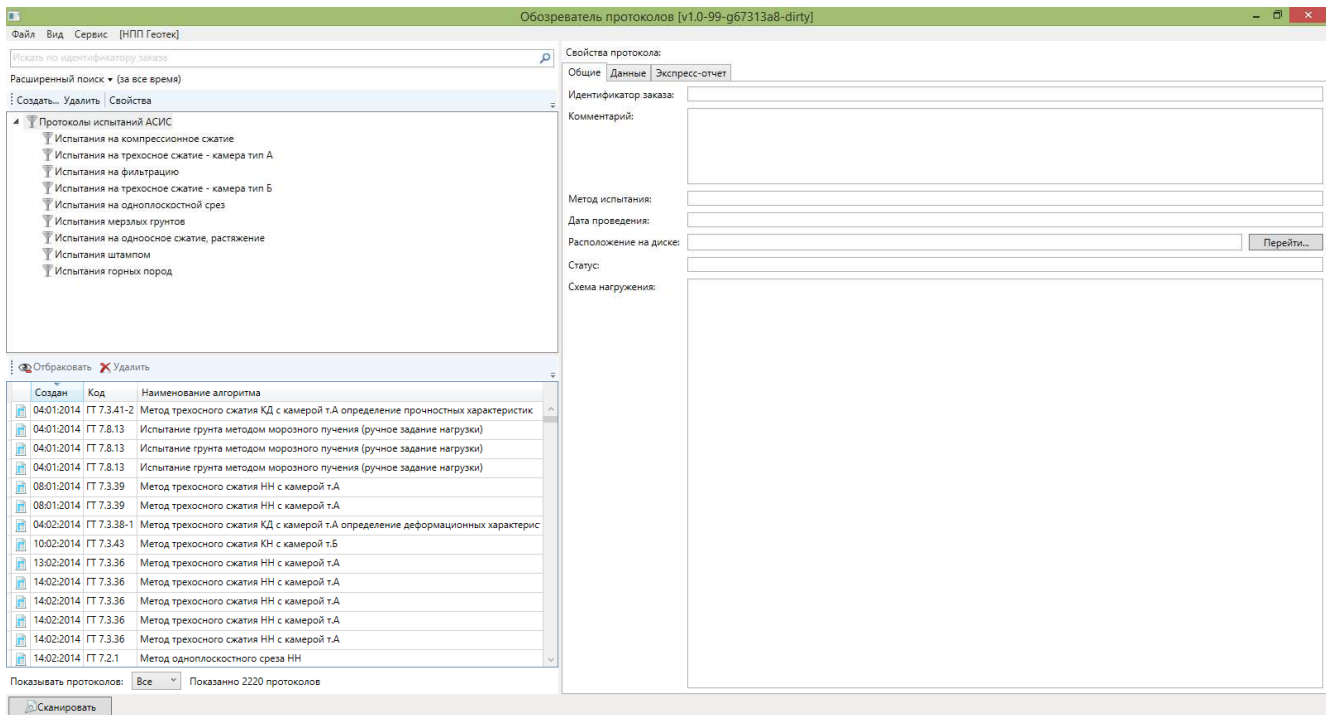 Обозреватель протоколов [v1.0-99-g67313a8-dirty]
Файл Вид Сервис [НПП Геотек]
Искать по идентификатору заказа
Расширенный поиск (за все время)
Создать... Удалить Свойства
Протоколы испытаний АСИС
Испытания на компрессионное сжатие
Испытания на трехосное сжатие - камера тип А
Испытания на фильтрацию
Испытания на трехосное сжатие - камера тип Б
Испытания на одноплоскостной срез
Испытания мерзлых грунтов
Испытания на одноосное сжатие, растяжение
Испытания штампом
Испытания горных пород
Отбраковать Удалить
Создан Код Наименование алгоритма
04:01:2014 ГТ 7.3.41-2 Метод трехосного сжатия КД с камерой т.А определение прочностных характеристик
04:01:2014 ГТ 7.8.13 Испытание грунта методом морозного пучения (ручное задание нагрузки)
04:01:2014 ГТ 7.8.13 Испытание грунта методом морозного пучения (ручное задание нагрузки)
04:01:2014 ГТ 7.8.13 Испытание грунта методом морозного пучения (ручное задание нагрузки)
08:01:2014 ГТ 7.3.39 Метод трехосного сжатия НН с камерой т.А
08:01:2014 ГТ 7.3.39 Метод трехосного сжатия НН с камерой т.А
04:02:2014 ГТ 7.3.38-1 Метод трехосного сжатия КД с камерой т.А определение деформационных характерис
10:02:2014 ГТ 7.3.43 Метод трехосного сжатия КН с камерой т.Б
13:02:2014 ГТ 7.3.36 Метод трехосного сжатия НН с камерой т.А
14:02:2014 ГТ 7.3.36 Метод трехосного сжатия НН с камерой т.А
14:02:2014 ГТ 7.3.36 Метод трехосного сжатия НН с камерой т.А
14:02:2014 ГТ 7.3.36 Метод трехосного сжатия НН с камерой т.А
14:02:2014 ГТ 7.3.36 Метод трехосного сжатия НН с камерой т.А
14:02:2014 ГТ 7.2.1 Метод одноплоскостного среза НН
Показывать протоколов: Все Показанно 2220 протоколов
Сканировать
Свойства протокола:
Общие Данные Экспресс-отчет
Идентификатор заказа:
Комментарий:
Метод испытания:
Дата проведения:
Расположение на диске: Перейти...
Статус:
Схема нагружения: